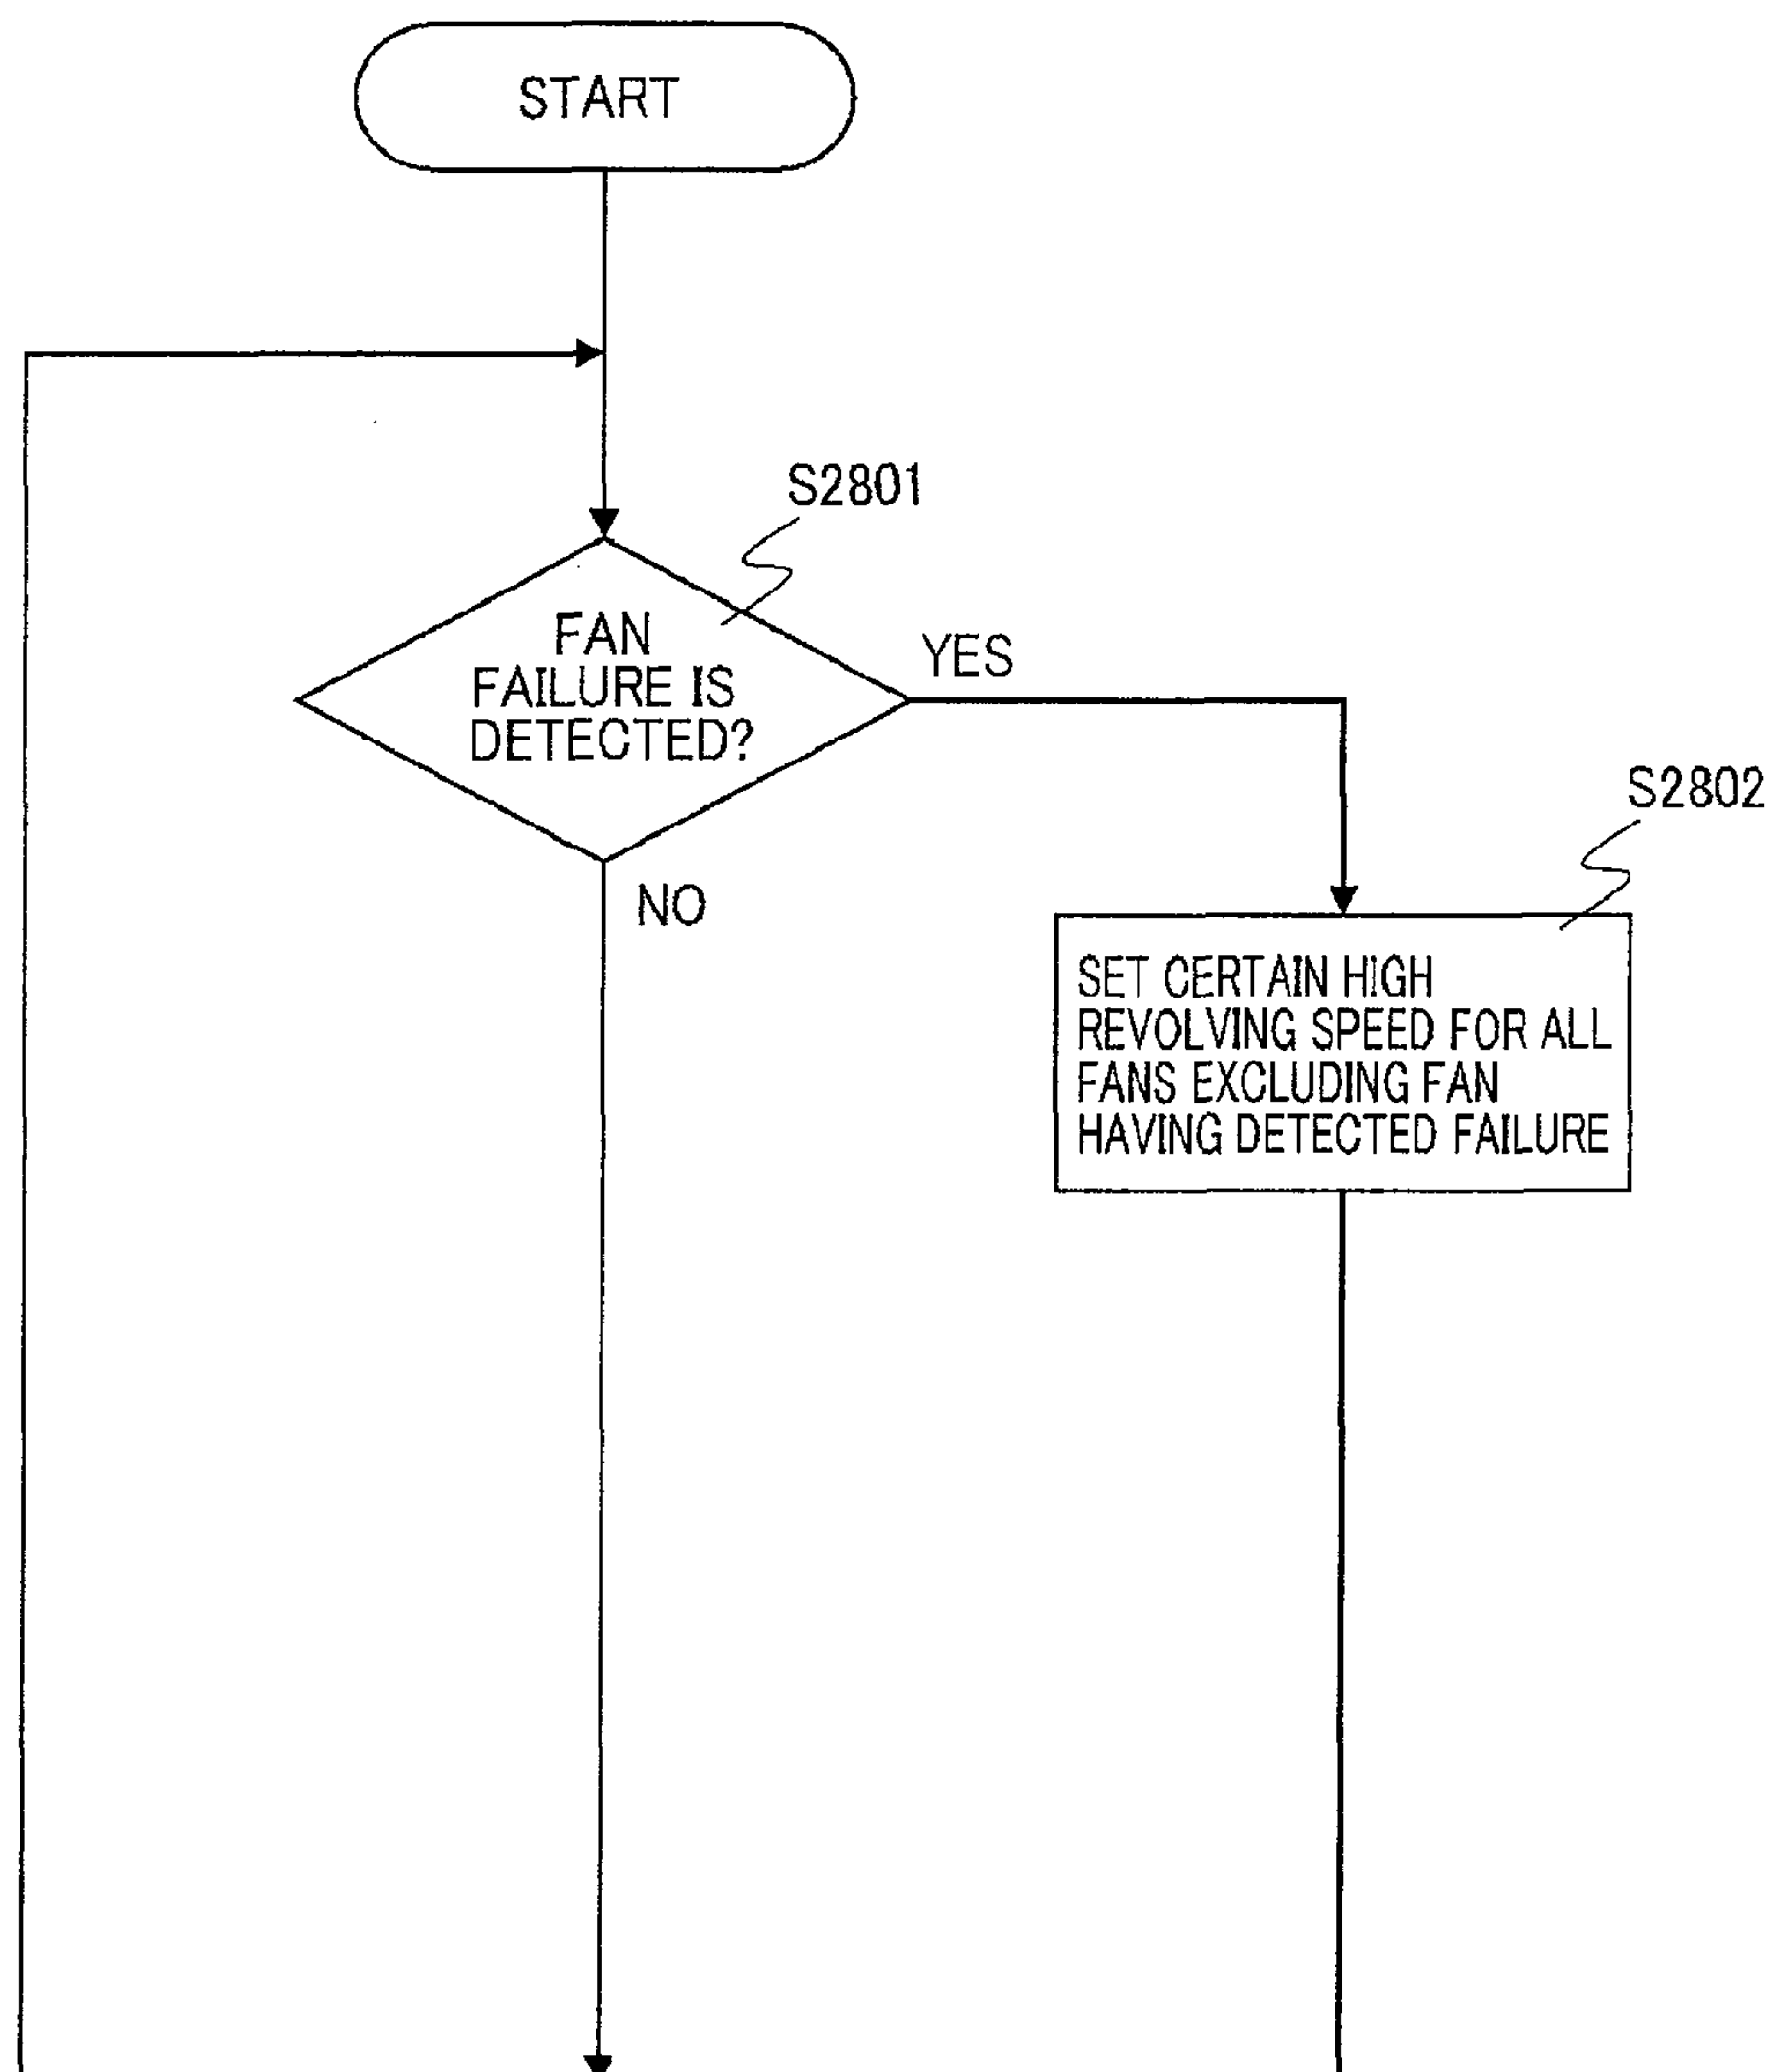 START
S2801
FAN
FAILURE IS
DETECTED?
YES
NO
S2802
SET CERTAIN HIGH
REVOLVING SPEED FOR ALL
FANS EXCLUDING FAN
HAVING DETECTED FAILURE